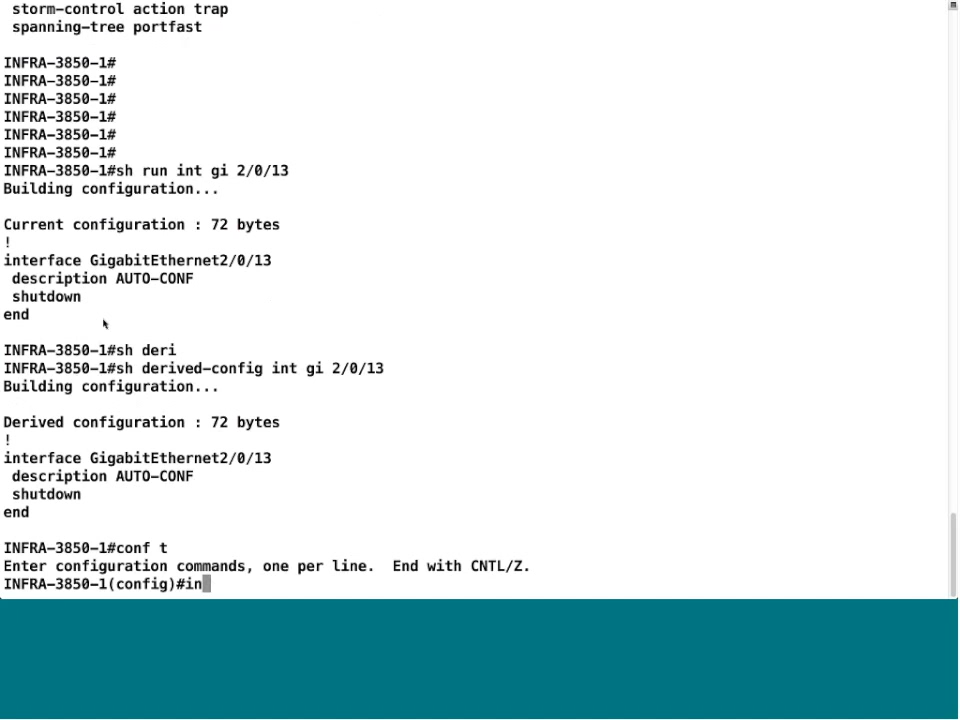 storm-control action trap
spanning-tree portfast
INFRA-3850-1#
INFRA-3850-1#
INFRA-3850-1#
INFRA-3850-1#
INFRA-3850-1#
INFRA-3850-1#
INFRA-3850-1#sh run int gi 2/0/13
Building configuration...
Current configuration : 72 bytes
!
interface GigabitEthernet2/0/13
description AUTO-CONF
shutdown
end
INFRA-3850-1#sh deri
INFRA-3850-1#sh derived-config int gi 2/0/13
Building configuration...
Derived configuration : 72 bytes
!
interface GigabitEthernet2/0/13
description AUTO-CONF
shutdown
end
INFRA-3850-1#conf t
Enter configuration commands, one per line.  End with CNTL/Z.
INFRA-3850-1(config)#in